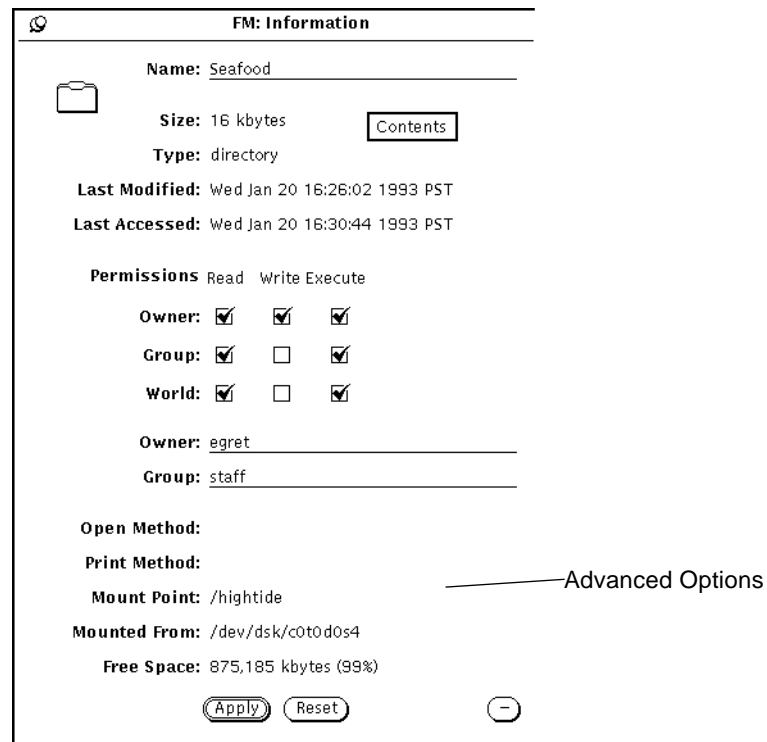 FM: Information
Name: Seafood
Size: 16 kbytes
Contents
Type: directory
Last Modified: Wed Jan 20 16:26:02 1993 PST
Last Accessed: Wed Jan 20 16:30:44 1993 PST
Permissions Read Write Execute
Owner:
Group:
World:
Owner: egret
Group: staff
Open Method:
Print Method:
Advanced Options
Mount Point: /hightide
Mounted From: /dev/dsk/c0t0d0s4
Free Space: 875,185 kbytes (99%)
Apply Reset −